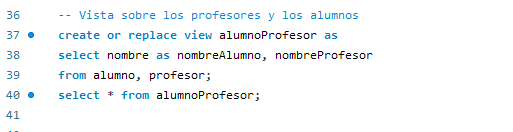 36 -- Vista sobre los profesores y los alumnos
37 create or replace view alumnoProfesor as
38 select nombre as nombreAlumno, nombreProfesor
39 from alumno, profesor;
40 select * from alumnoProfesor;
41